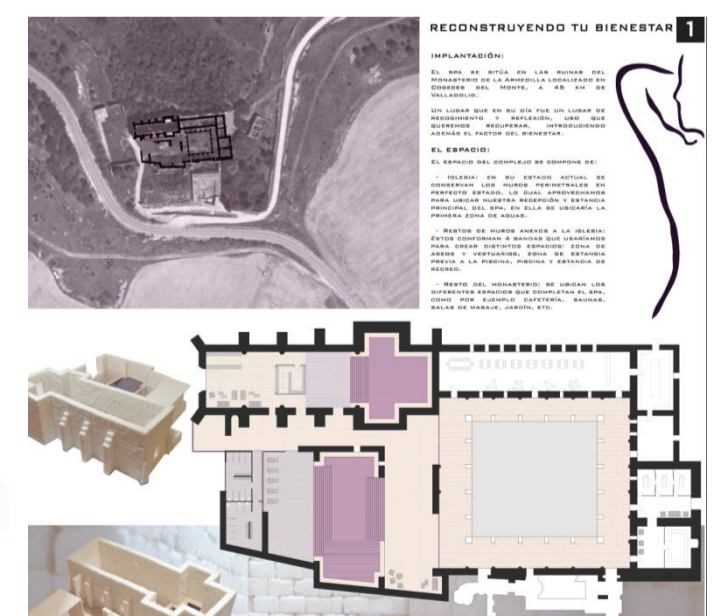 RECONSTRUYENDO TU BIENESTAR 1
IMPLANTACIÓN:
EL SPA SE SITÚA EN LAS RUINAS DEL
MONASTERIO DE LA ARMEDILLA LOCALIZADO EN
COGECES DEL MONTE, A 45 KM DE
VALLADOLID.
UN LUGAR QUE EN SU DÍA FUE UN LUGAR DE
RECOGIMIENTO Y REFLEXIÓN, USO QUE
QUEREMOS RECUPERAR, INTRODUCIENDO
ADEMÁS EL FACTOR DEL BIENESTAR.
EL ESPACIO:
EL ESPACIO DEL COMPLEJO SE COMPONE DE:
- IGLESIA: EN SU ESTADO ACTUAL SE
CONSERVAN LOS MUROS PERIMETRALES EN
PERFECTO ESTADO, LO CUAL APROVECHAMOS
PARA UBICAR NUESTRA RECEPCIÓN Y ESTANCIA
PRINCIPAL DEL SPA, EN ELLA SE UBICARÍA LA
PRIMERA ZONA DE AGUAS.
- RESTOS DE MUROS ANEXOS A LA IGLESIA:
ÉSTOS CONFORMAN 4 BANDAS QUE USARÍAMOS
PARA CREAR DISTINTOS ESPACIOS: ZONA DE
ASEOS Y VESTUARIOS, ZONA DE ESTANCIA
PREVIA A LA PISCINA, PISCINA Y ESTANCIA DE
RECREO.
- RESTO DEL MONASTERIO: SE UBICAN LOS
DIFERENTES ESPACIOS QUE COMPLETAN EL SPA,
COMO POR EJEMPLO CAFETERÍA, SAUNAS,
SALAS DE MASAJE, JARDÍN, ETC.